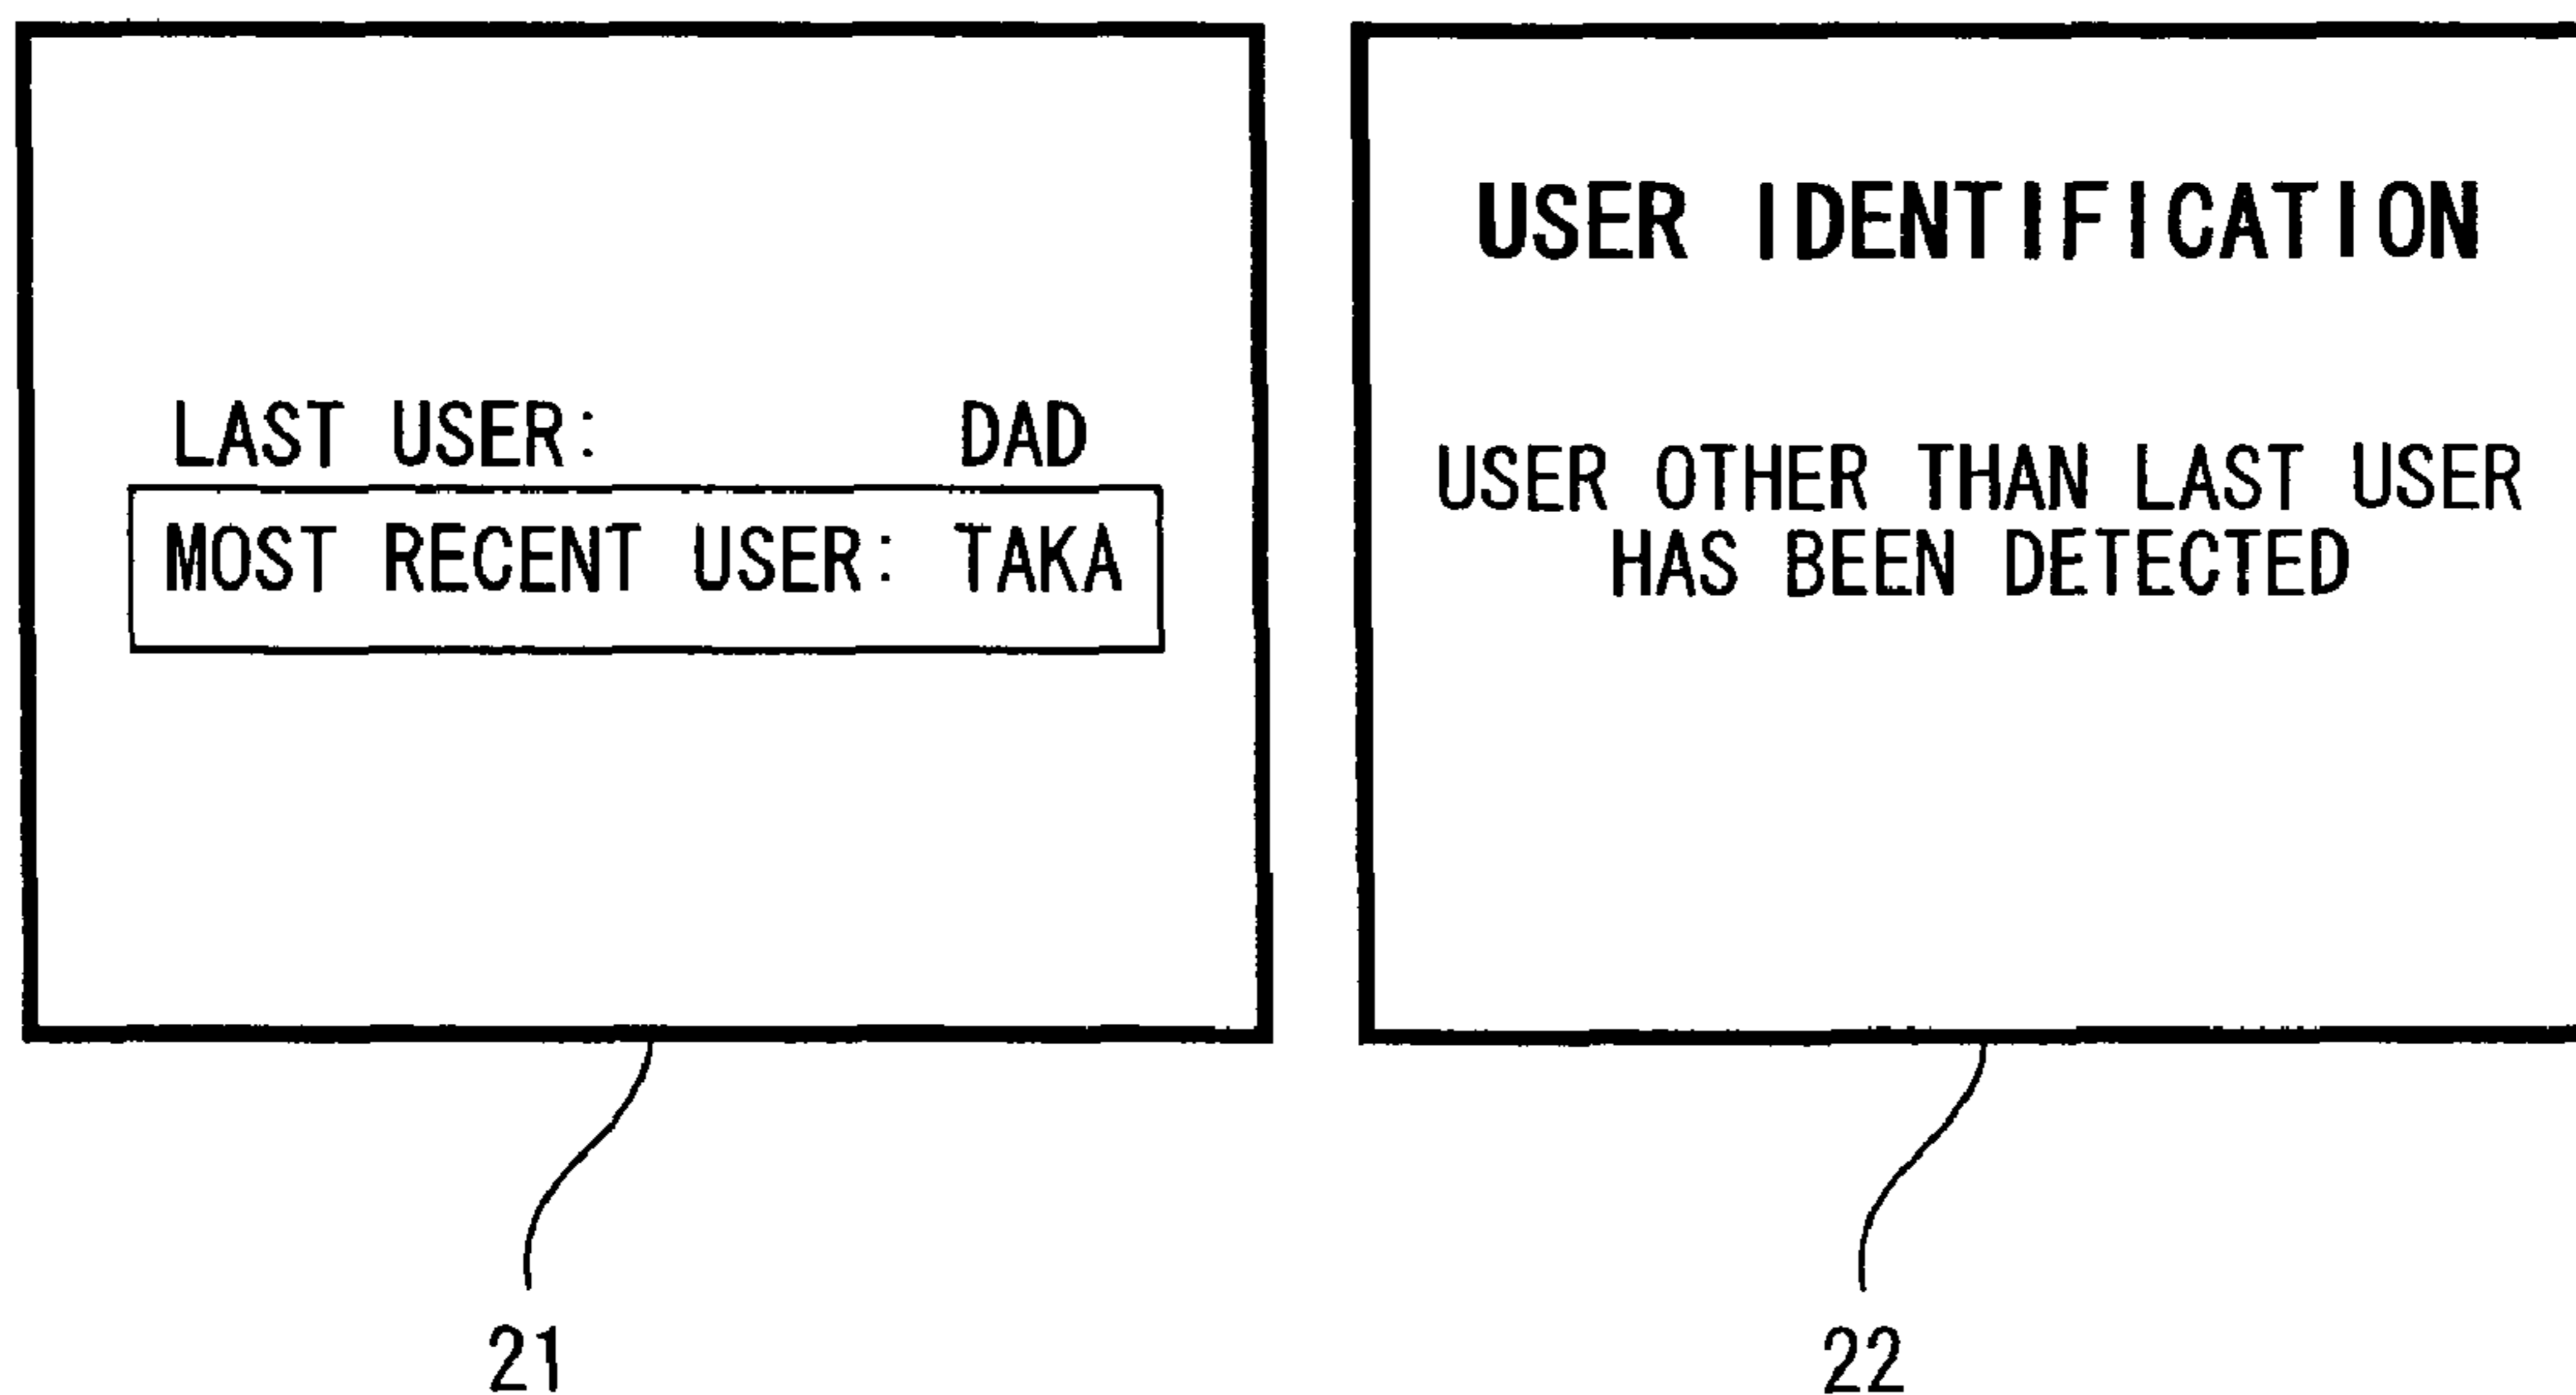 LAST USER: DAD
MOST RECENT USER: TAKA
21
USER IDENTIFICATION
USER OTHER THAN LAST USER
HAS BEEN DETECTED
22